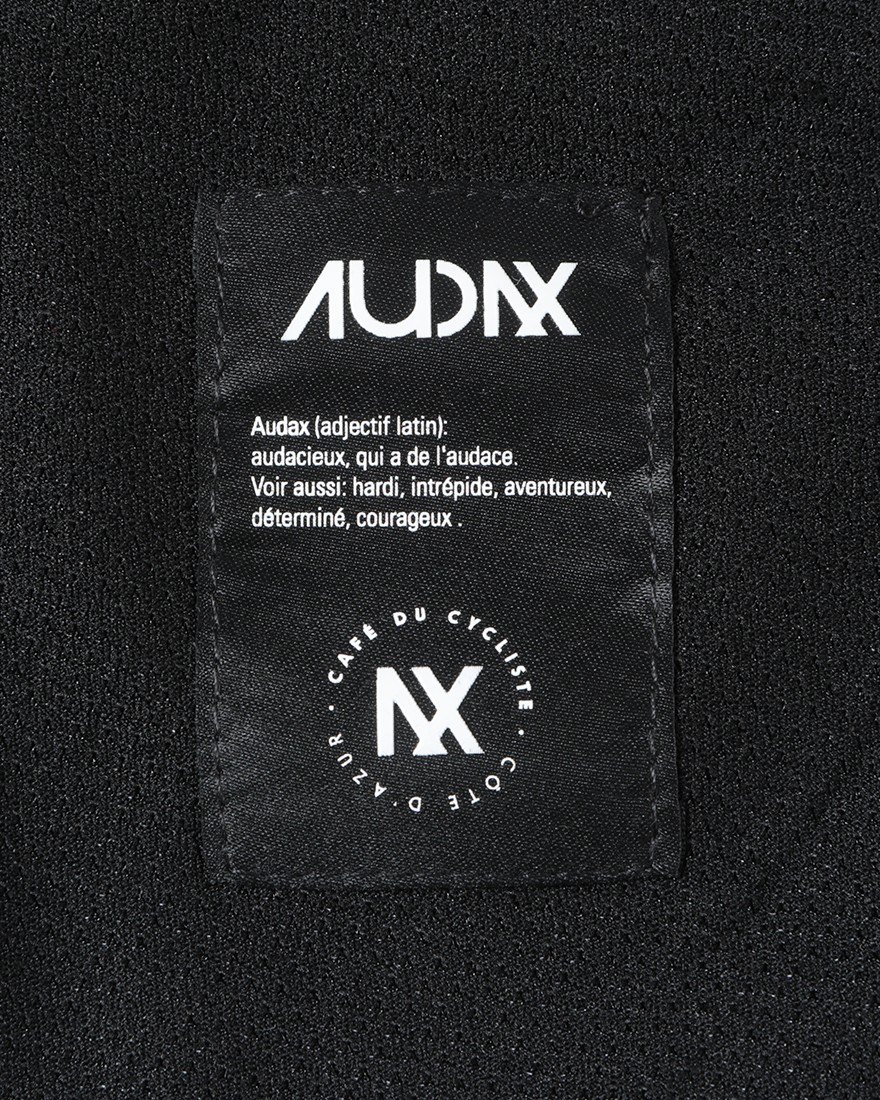 AUDAX
Audax (adjectif latin):
audacieux, qui a de l'audace.
Voir aussi: hardi, intrépide, aventureux,
déterminé, courageux .
· CAFÉ DU CYCLISTE ·
CÔTE D'AZUR
AX